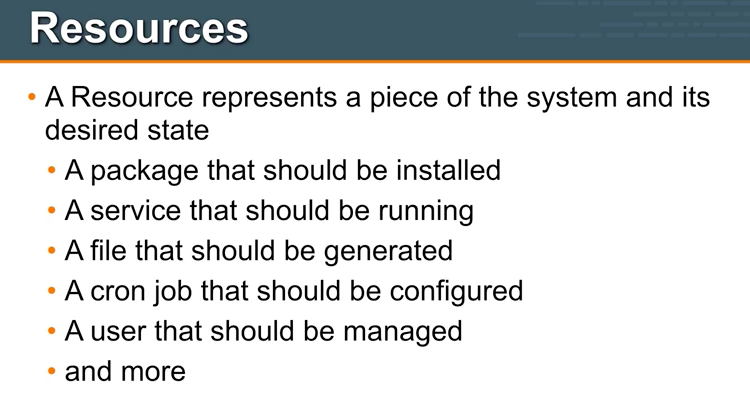 Resources
• A Resource represents a piece of the system and its
desired state
• A package that should be installed
• A service that should be running
• A file that should be generated
• A cron job that should be configured
• A user that should be managed
• and more